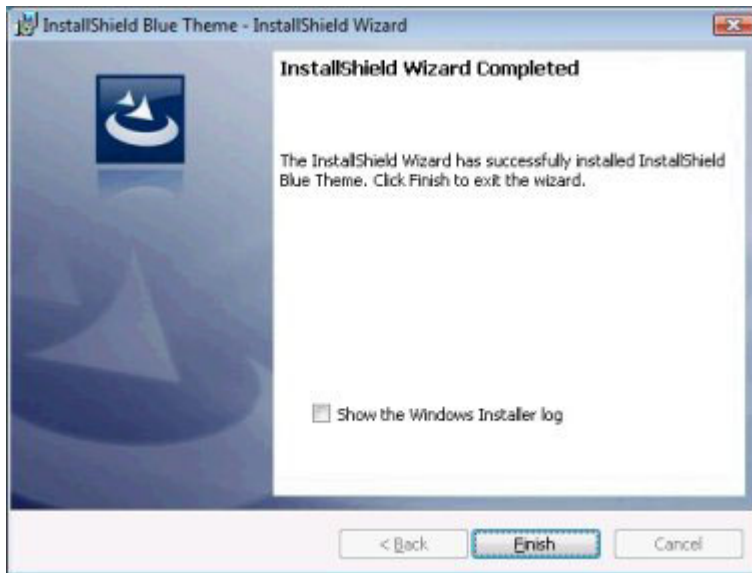 InstallShield Blue Theme - InstallShield Wizard
InstallShield Wizard Completed
The InstallShield Wizard has successfully installed InstallShield
Blue Theme. Click Finish to exit the wizard.
Show the Windows Installer log
< Back
Finish
Cancel